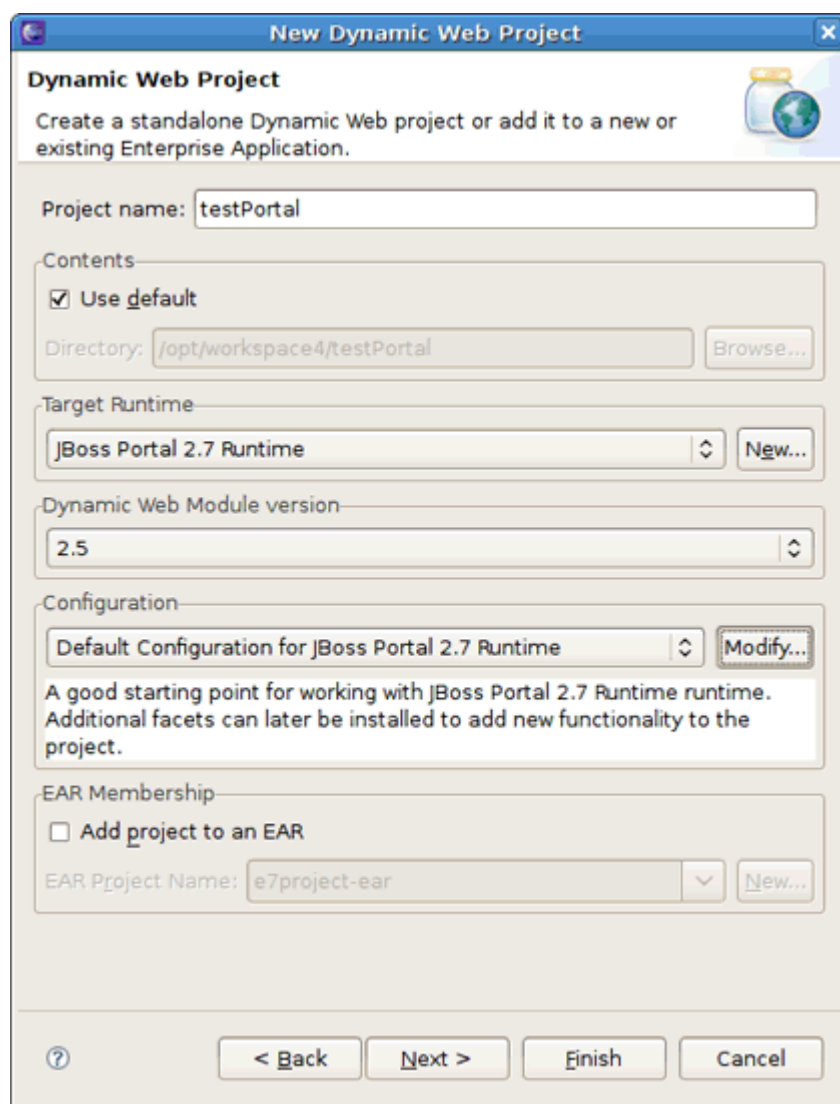 New Dynamic Web Project
Dynamic Web Project
Create a standalone Dynamic Web project or add it to a new or
existing Enterprise Application.
Project name: testPortal
Contents
Use default
Directory: /opt/workspace4/testPortal Browse...
Target Runtime
JBoss Portal 2.7 Runtime New...
Dynamic Web Module version
2.5
Configuration
Default Configuration for JBoss Portal 2.7 Runtime Modify...
A good starting point for working with JBoss Portal 2.7 Runtime runtime.
Additional facets can later be installed to add new functionality to the
project.
EAR Membership
Add project to an EAR
EAR Project Name: e7project-ear New...
? < Back Next > Finish Cancel